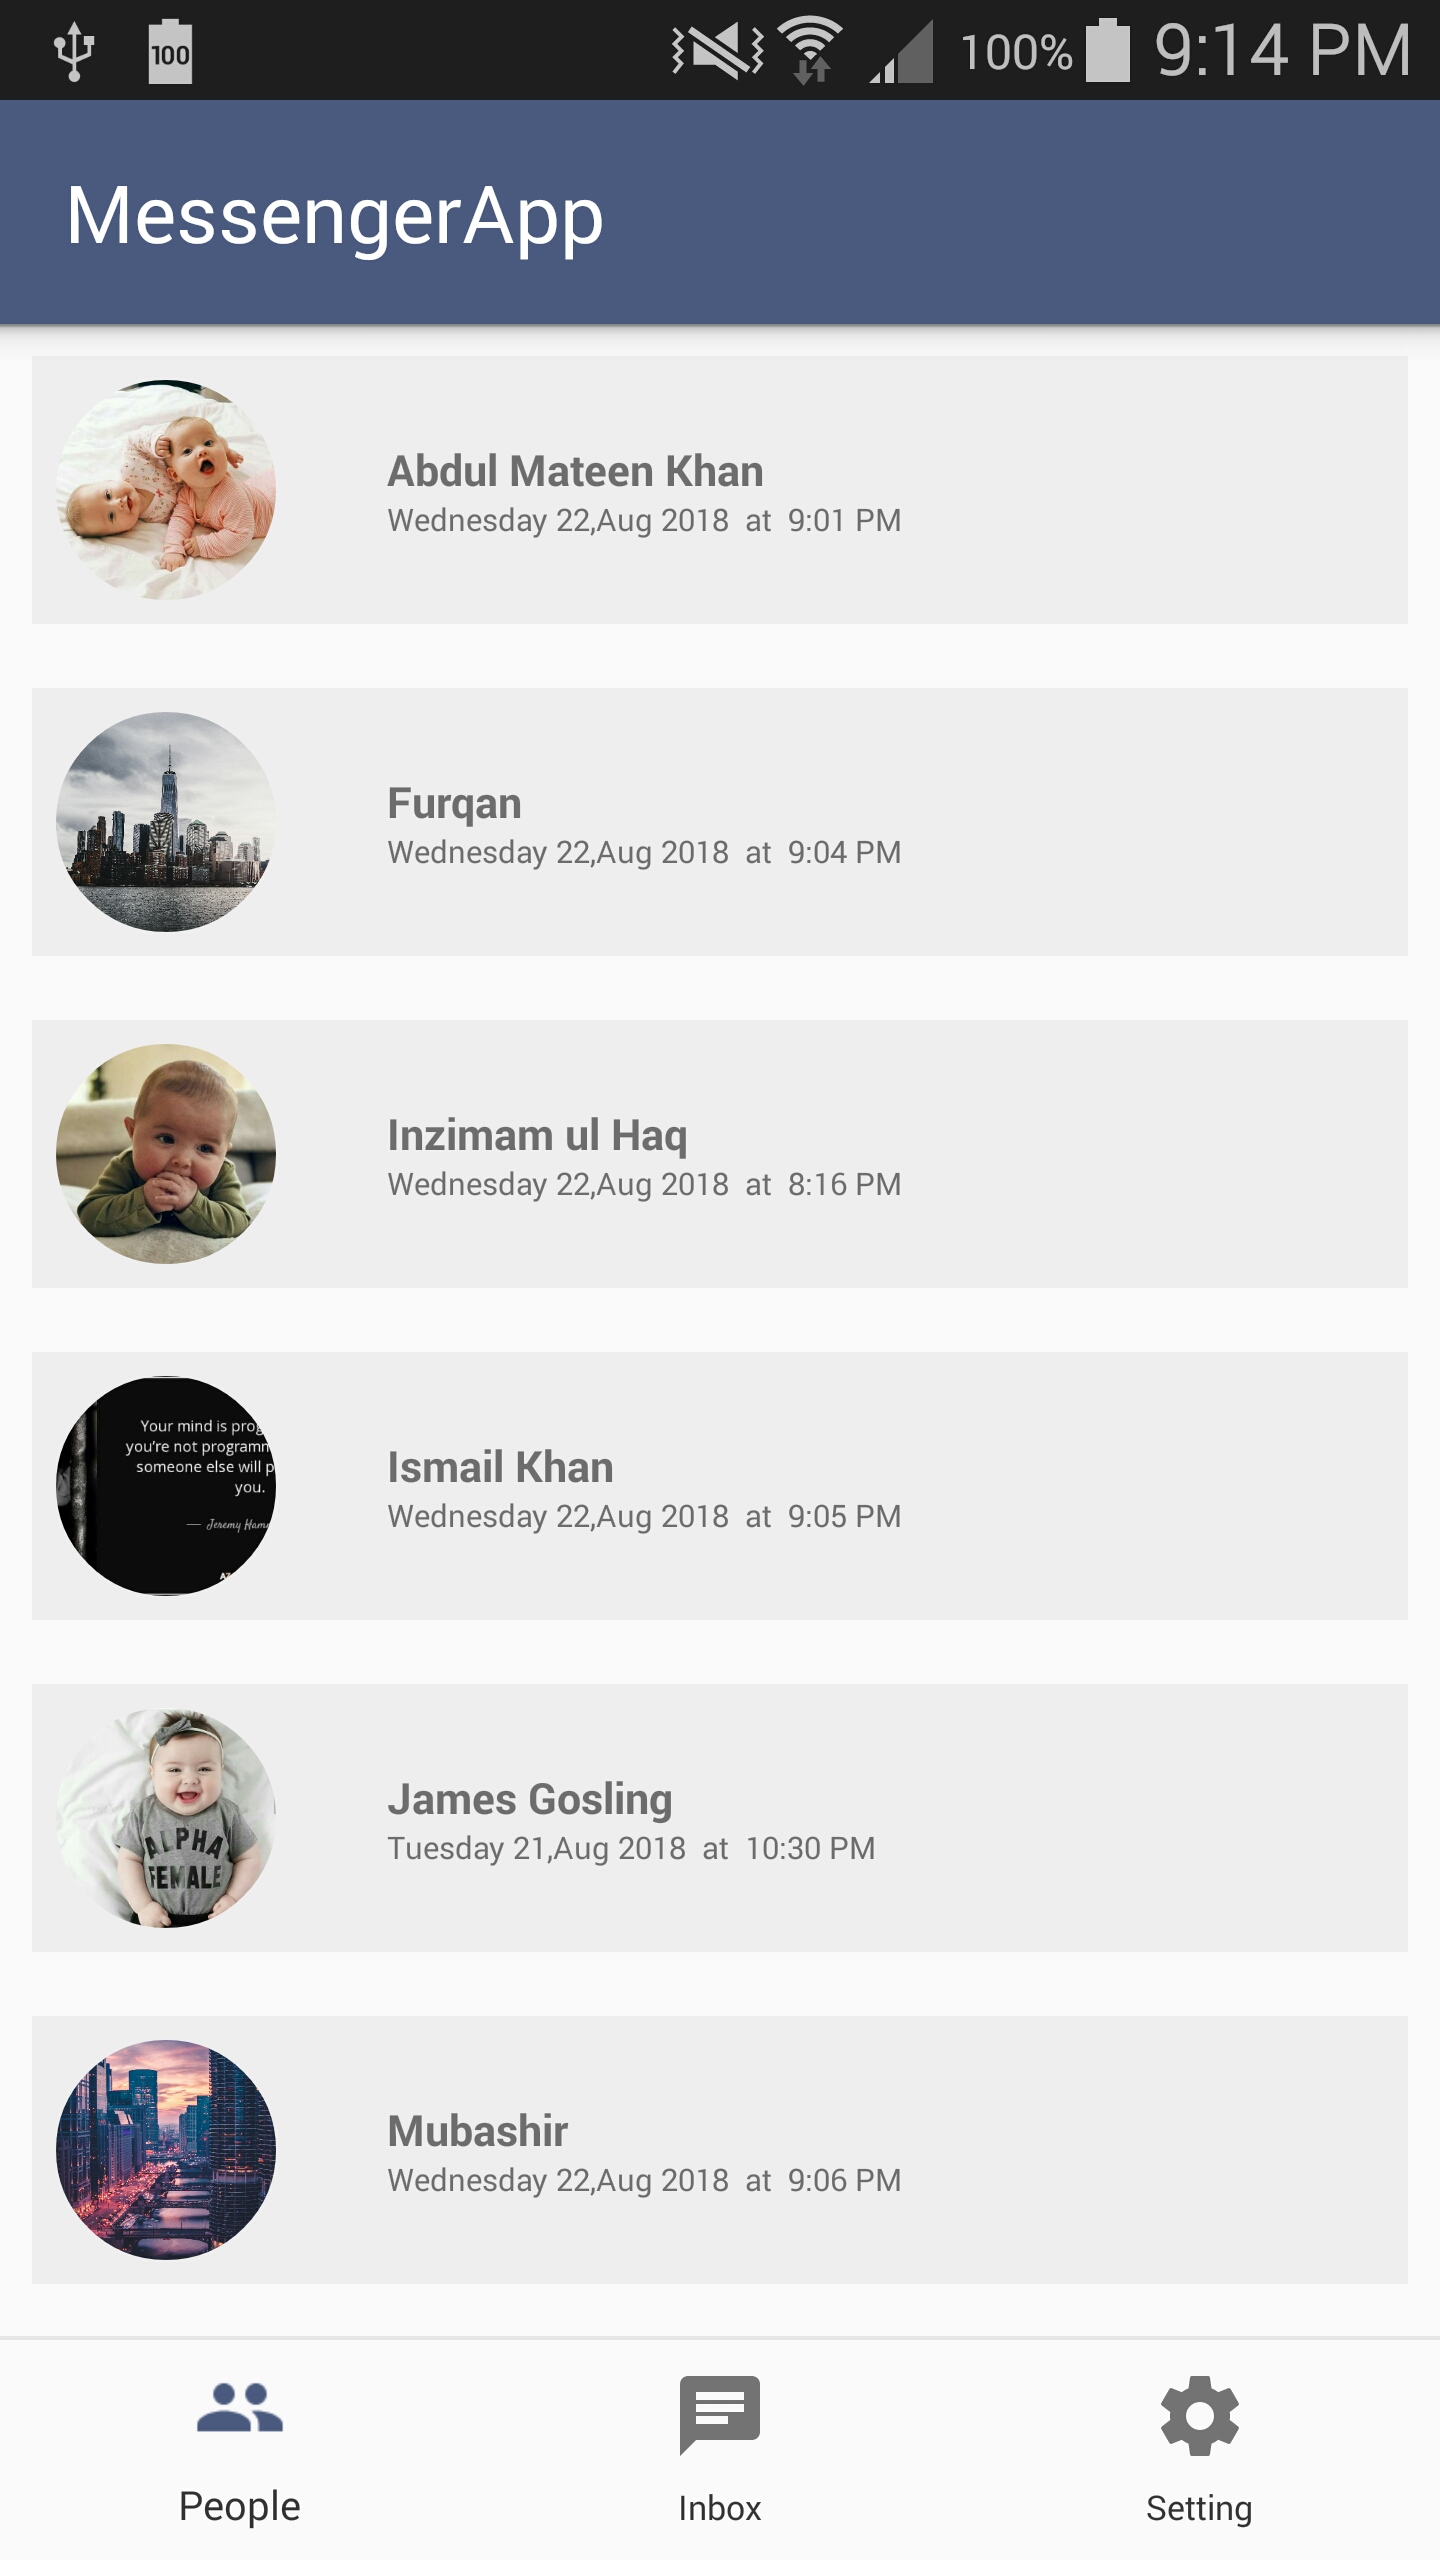 100
100% 9:14 PM
MessengerApp
Abdul Mateen Khan
Wednesday 22,Aug 2018 at 9:01 PM
Furqan
Wednesday 22,Aug 2018 at 9:04 PM
Inzimam ul Haq
Wednesday 22,Aug 2018 at 8:16 PM
Your mind is prog
you're not programm
someone else will p
you.
— Jeremy Ham
Ismail Khan
Wednesday 22,Aug 2018 at 9:05 PM
ALPHA
FEMALE
James Gosling
Tuesday 21,Aug 2018 at 10:30 PM
Mubashir
Wednesday 22,Aug 2018 at 9:06 PM
People
Inbox
Setting